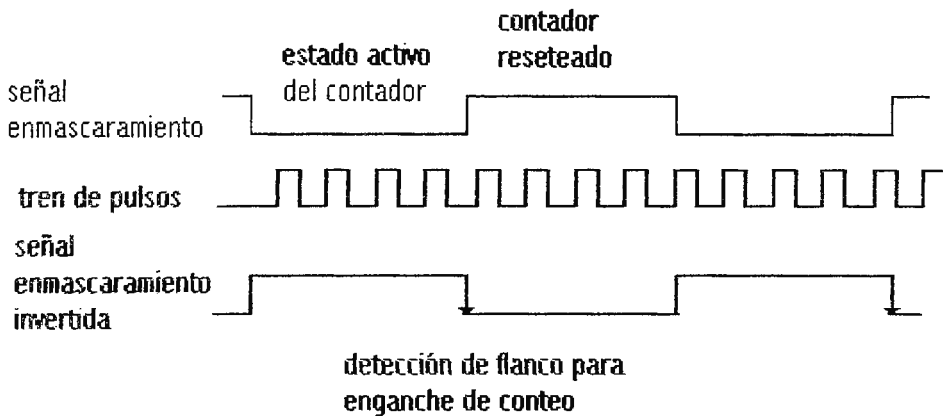 contador
reseteado
estado activo
del contador
señal
enmascaramiento
tren de pulsos
señal
enmascaramiento
invertida
detección de flanco para
enganche de conteo